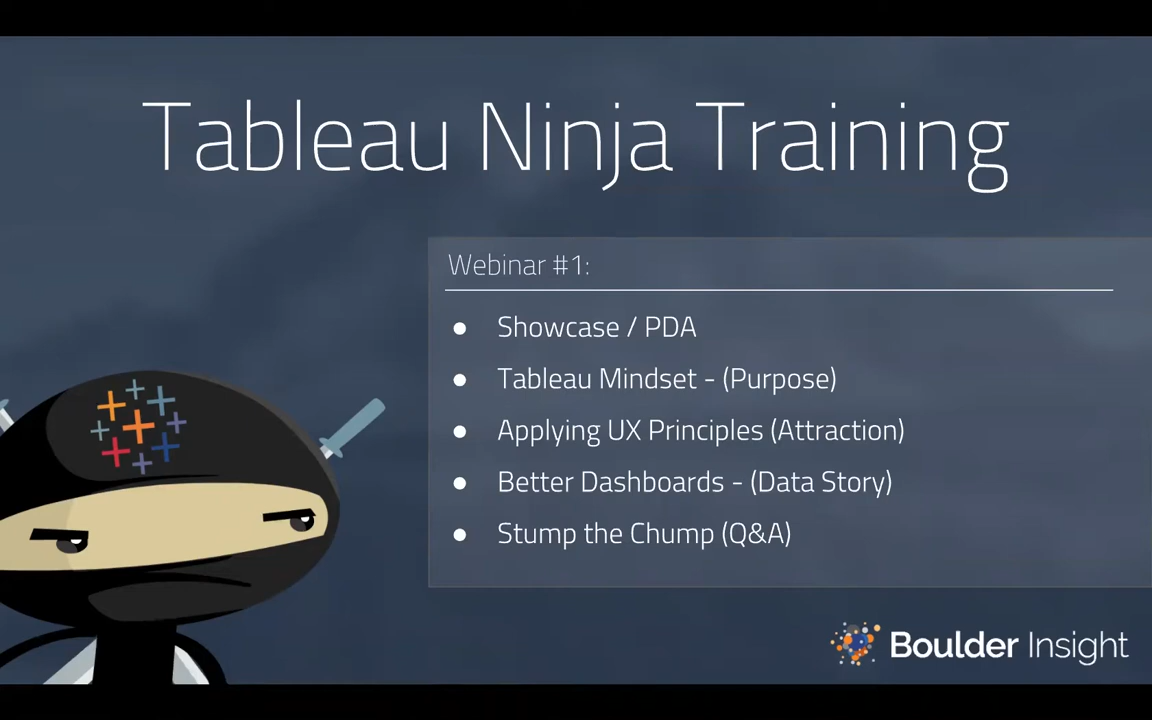 Tableau Ninja Training
Webinar #1:
● Showcase / PDA
● Tableau Mindset - (Purpose)
● Applying UX Principles (Attraction)
● Better Dashboards - (Data Story)
● Stump the Chump (Q&A)
Boulder Insight